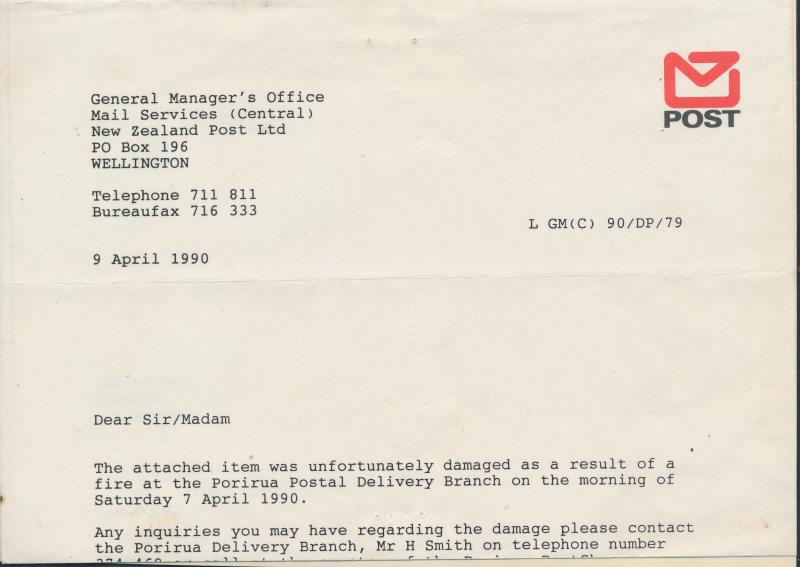 POST
General Manager's Office
Mail Services (Central)
New Zealand Post Ltd
PO Box 196
WELLINGTON
Telephone 711 811
Bureaufax 716 333
L GM(C) 90/DP/79
9 April 1990
Dear Sir/Madam
The attached item was unfortunately damaged as a result of a
fire at the Porirua Postal Delivery Branch on the morning of
Saturday 7 April 1990.
Any inquiries you may have regarding the damage please contact
the Porirua Delivery Branch, Mr H Smith on telephone number